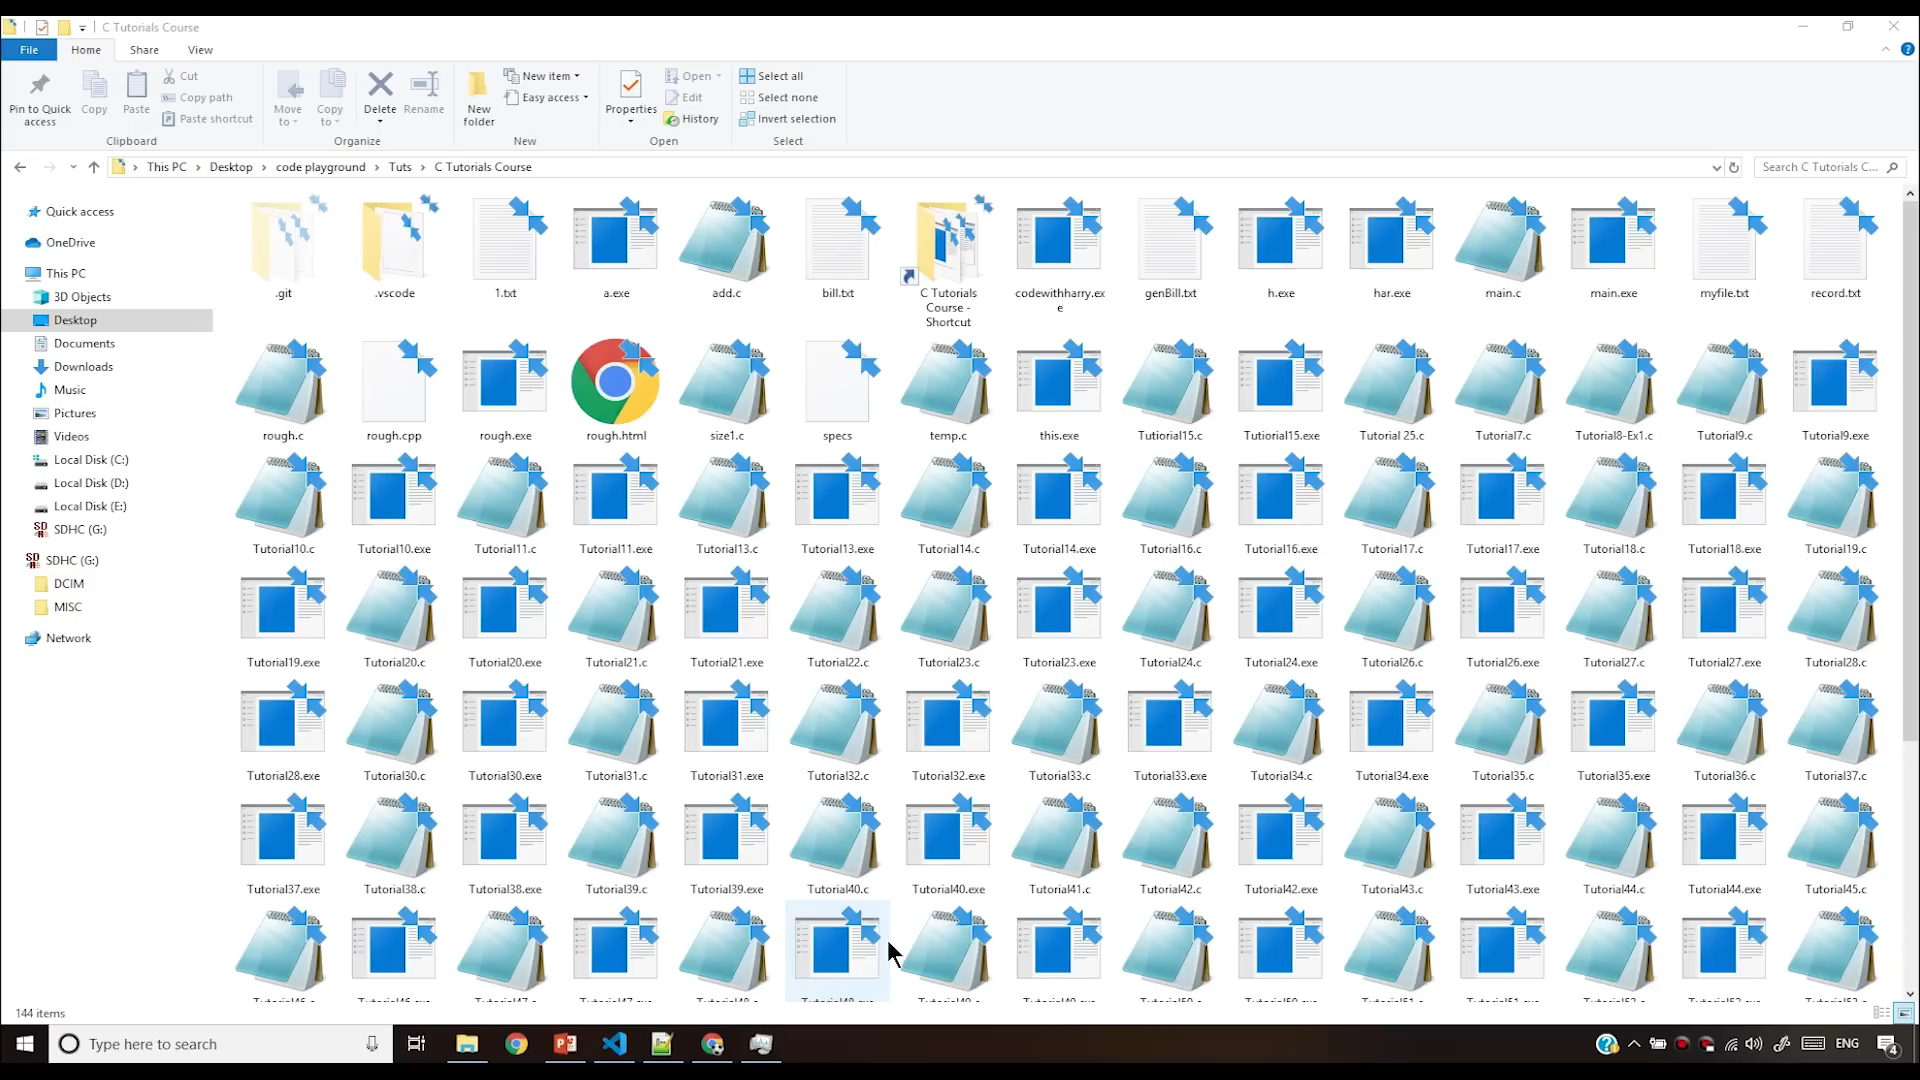 C Tutorials Course
File
Home
Share
View
Pin to Quick access
Copy
Paste
Cut
Copy path
Paste shortcut
Clipboard
Move to
Copy to
Delete
Rename
Organize
New folder
New item
Easy access
New
Properties
Open
Edit
History
Open
Select all
Select none
Invert selection
Select
This PC > Desktop > code playground > Tuts > C Tutorials Course
Search C Tutorials C...
Quick access
OneDrive
This PC
3D Objects
Desktop
Documents
Downloads
Music
Pictures
Videos
Local Disk (C:)
Local Disk (D:)
Local Disk (E:)
SDHC (G:)
SDHC (G:)
DCIM
MISC
Network
.git .vscode 1.txt a.exe add.c bill.txt C Tutorials codewithharry.ex genBill.txt h.exe har.exe main.c main.exe myfile.txt record.txt
Course - e
Shortcut
rough.c rough.cpp rough.exe rough.html size1.c specs temp.c this.exe Tutiorial15.c Tutiorial15.exe Tutorial 25.c Tutorial7.c Tutorial8-Ex1.c Tutorial9.c Tutorial9.exe
Tutorial10.c Tutorial10.exe Tutorial11.c Tutorial11.exe Tutorial13.c Tutorial13.exe Tutorial14.c Tutorial14.exe Tutorial16.c Tutorial16.exe Tutorial17.c Tutorial17.exe Tutorial18.c Tutorial18.exe Tutorial19.c
Tutorial19.exe Tutorial20.c Tutorial20.exe Tutorial21.c Tutorial21.exe Tutorial22.c Tutorial23.c Tutorial23.exe Tutorial24.c Tutorial24.exe Tutorial26.c Tutorial26.exe Tutorial27.c Tutorial27.exe Tutorial28.c
Tutorial28.exe Tutorial30.c Tutorial30.exe Tutorial31.c Tutorial31.exe Tutorial32.c Tutorial32.exe Tutorial33.c Tutorial33.exe Tutorial34.c Tutorial34.exe Tutorial35.c Tutorial35.exe Tutorial36.c Tutorial37.c
Tutorial37.exe Tutorial38.c Tutorial38.exe Tutorial39.c Tutorial39.exe Tutorial40.c Tutorial40.exe Tutorial41.c Tutorial42.c Tutorial42.exe Tutorial43.c Tutorial43.exe Tutorial44.c Tutorial44.exe Tutorial45.c
144 items
Type here to search
ENG
4